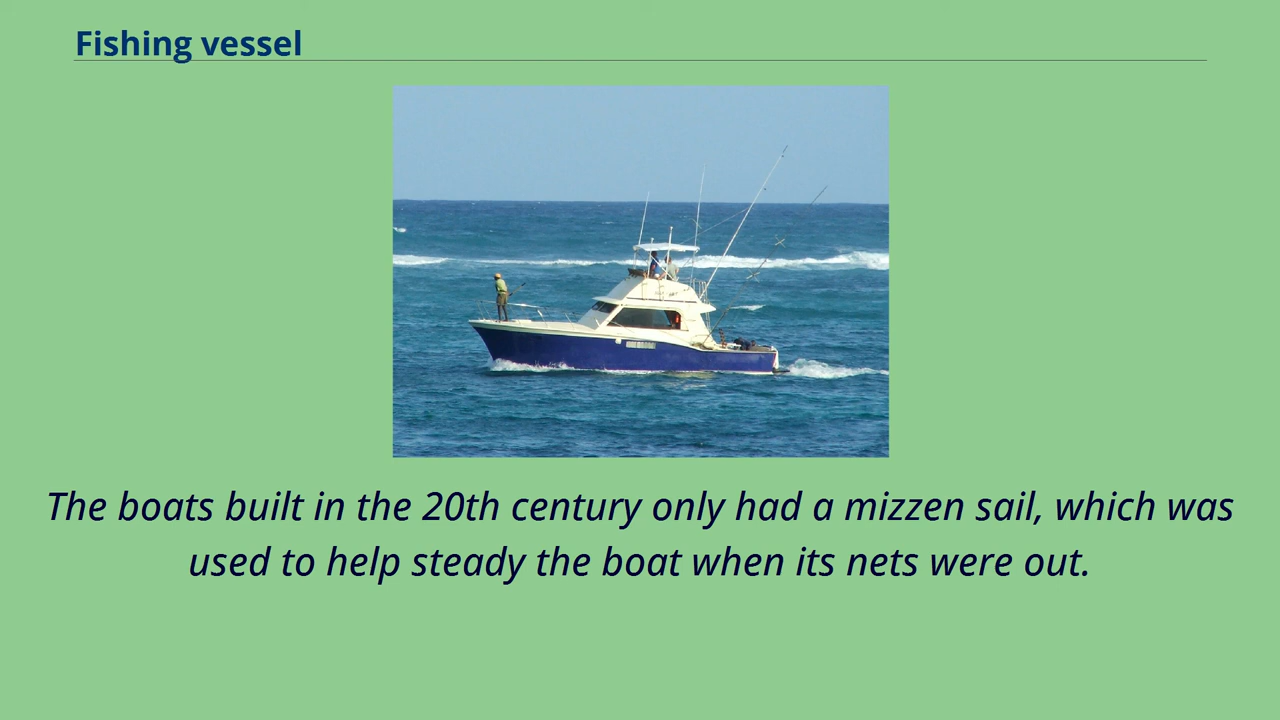 Fishing vessel
The boats built in the 20th century only had a mizzen sail, which was
used to help steady the boat when its nets were out.